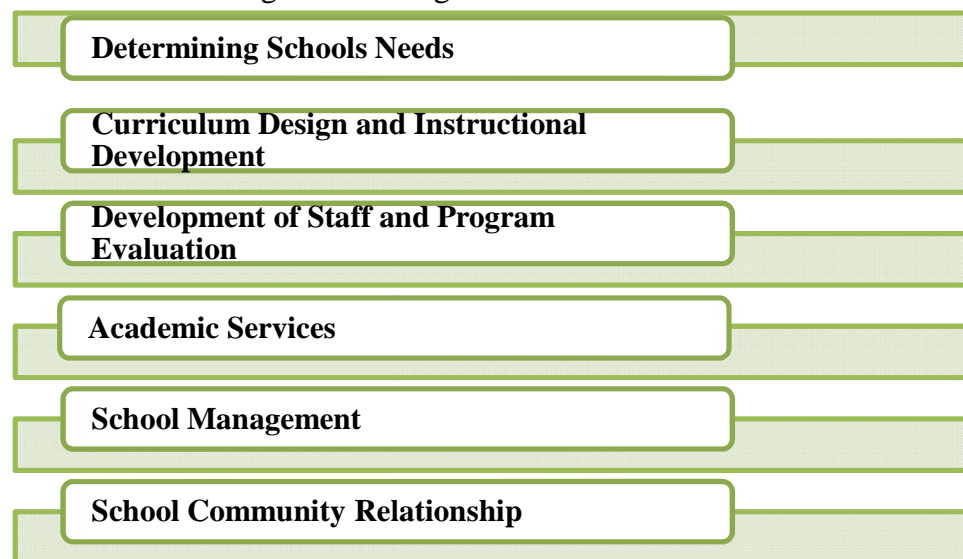 Determining Schools Needs
Curriculum Design and Instructional
Development
Development of Staff and Program
Evaluation
Academic Services
School Management
School Community Relationship